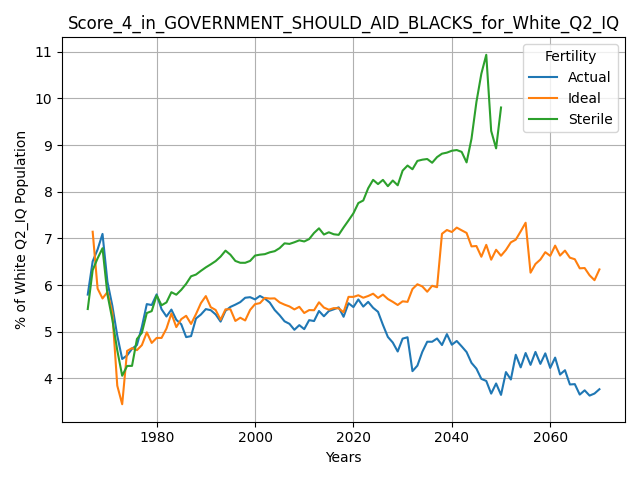 Score_4_in_GOVERNMENT_SHOULD_AID_BLACKS_for_White_Q2_IQ
% of White Q2_IQ Population
11
10
9
8
7
6
5
4
Fertility
Actual
Ideal
Sterile
1980
2000
2020
2040
2060
Years